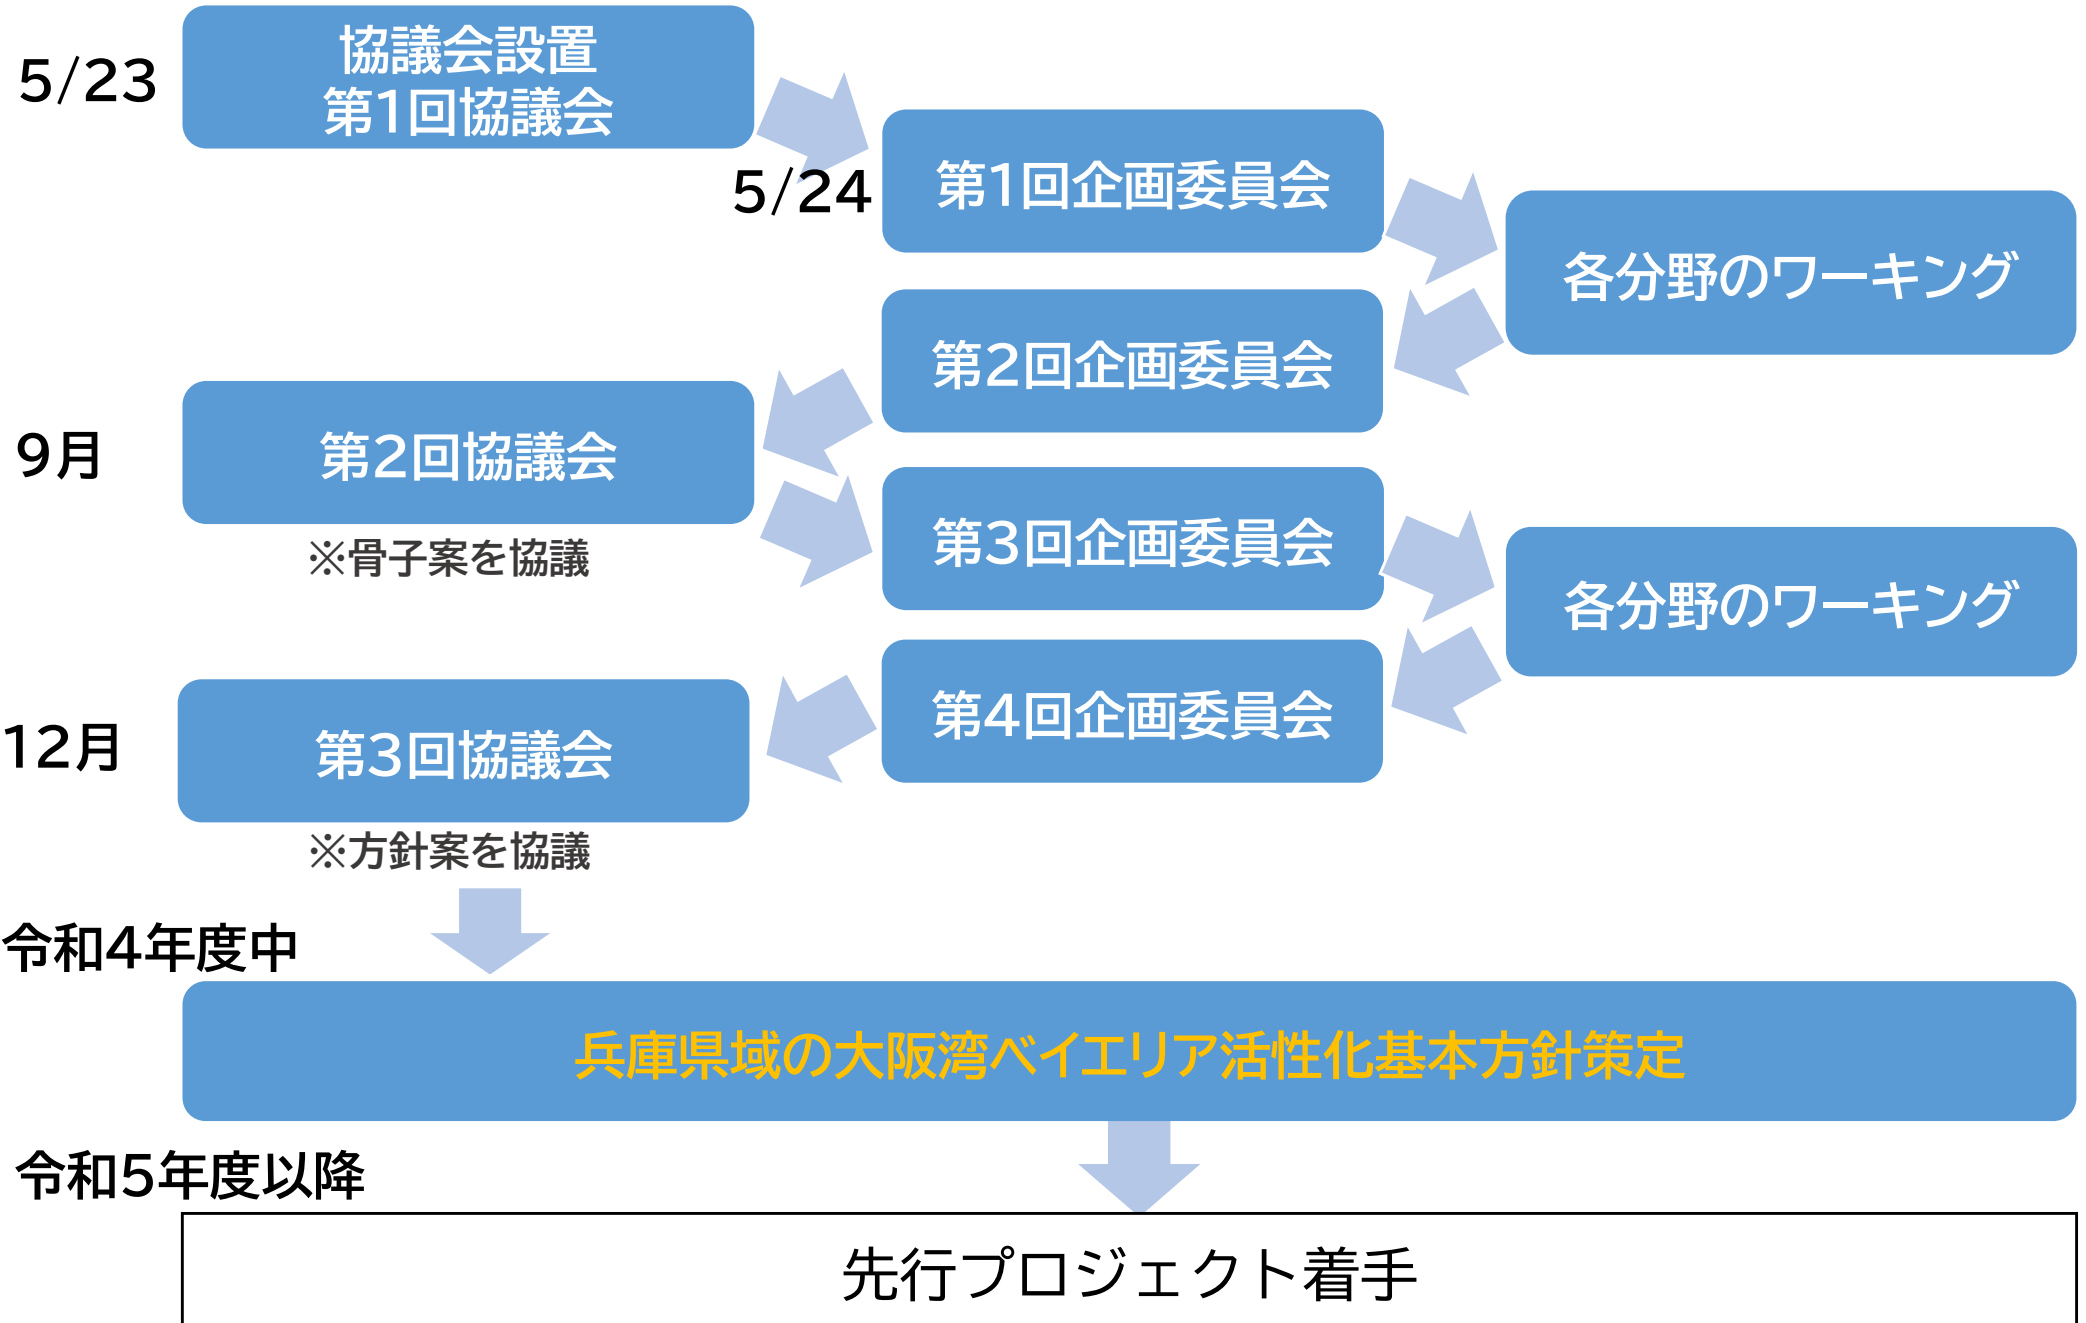 5/23
協議会設置
第1回協議会
5/24
第1回企画委員会
各分野のワーキング
第2回企画委員会
9月
第2回協議会
※骨子案を協議
第3回企画委員会
各分野のワーキング
第4回企画委員会
12月
第3回協議会
※方針案を協議
令和4年度中
兵庫県域の大阪湾ベイエリア活性化基本方針策定
令和5年度以降
先行プロジェクト着手